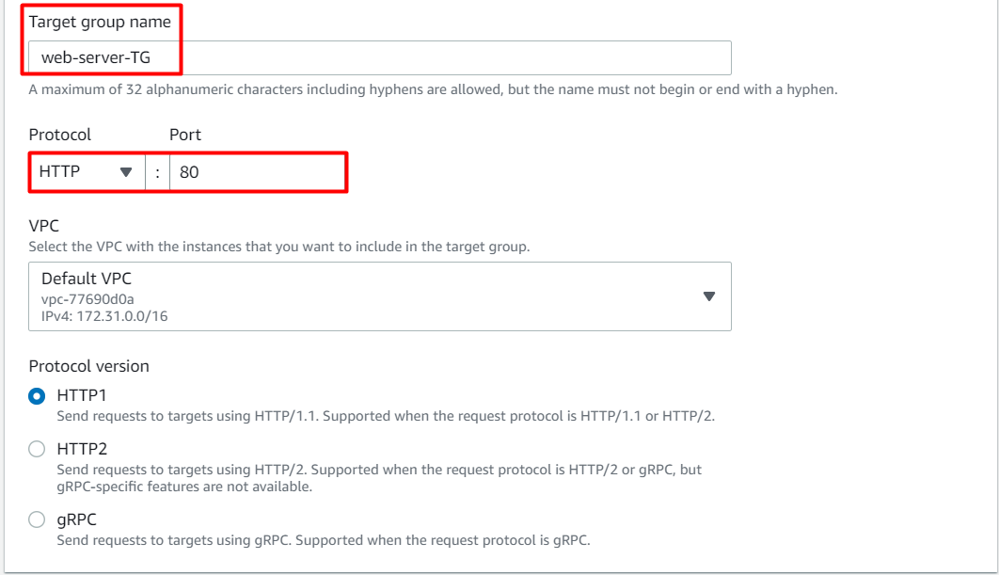 Target group name
web-server-TG
A maximum of 32 alphanumeric characters including hyphens are allowed, but the name must not begin or end with a hyphen.
Protocol Port
HTTP : 80
VPC
Select the VPC with the instances that you want to include in the target group.
Default VPC
vpc-77690d0a
IPv4: 172.31.0.0/16
Protocol version
HTTP1
Send requests to targets using HTTP/1.1. Supported when the request protocol is HTTP/1.1 or HTTP/2.
HTTP2
Send requests to targets using HTTP/2. Supported when the request protocol is HTTP/2 or gRPC, but
gRPC-specific features are not available.
gRPC
Send requests to targets using gRPC. Supported when the request protocol is gRPC.